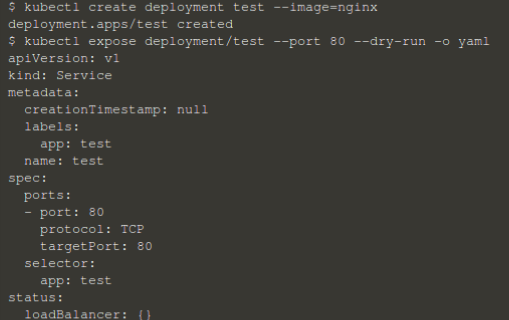 $ kubectl create deployment test --image=nginx
deployment.apps/test created
$ kubectl expose deployment/test --port 80 --dry-run -o yaml
apiVersion: v1
kind: Service
metadata:
  creationTimestamp: null
  labels:
    app: test
  name: test
spec:
  ports:
  - port: 80
    protocol: TCP
    targetPort: 80
  selector:
    app: test
status:
  loadBalancer: {}